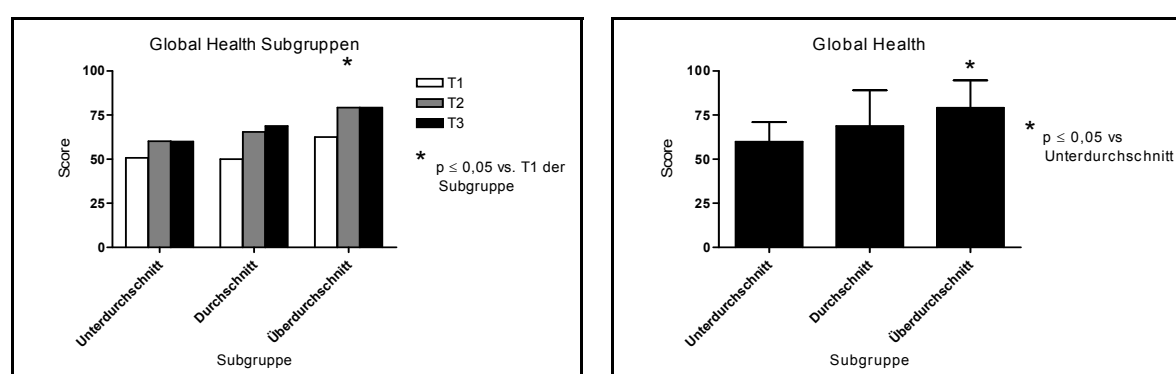 Global Health Subgruppen
*
100
75
50
25
0
Score
T1
T2
T3
* p ≤ 0,05 vs. T1 der
Subgruppe
Unterdurchschnitt
Durchschnitt
Überdurchschnitt
Subgruppe
Global Health
*
100
75
50
25
0
Score
* p ≤ 0,05 vs
Unterdurchschnitt
Unterdurchschnitt
Durchschnitt
Überdurchschnitt
Subgruppe